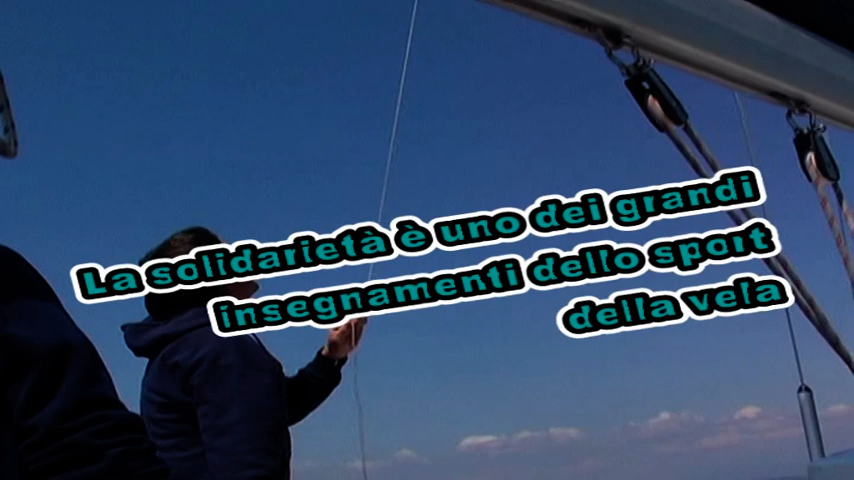 La solidarietà è uno dei grandi
insegnamenti dello sport
della vela